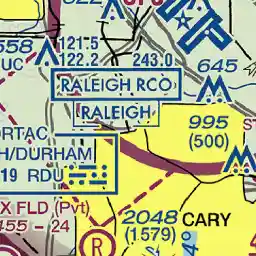 558
UC
121.5
122.2 243.0
RALEIGH RCO
645
RALEIGH
995
(500)
ORTAC
H/DURHAM
19 RDU
X FLD (Pvt)
455 - 24
R
2048 CARY
(1579)